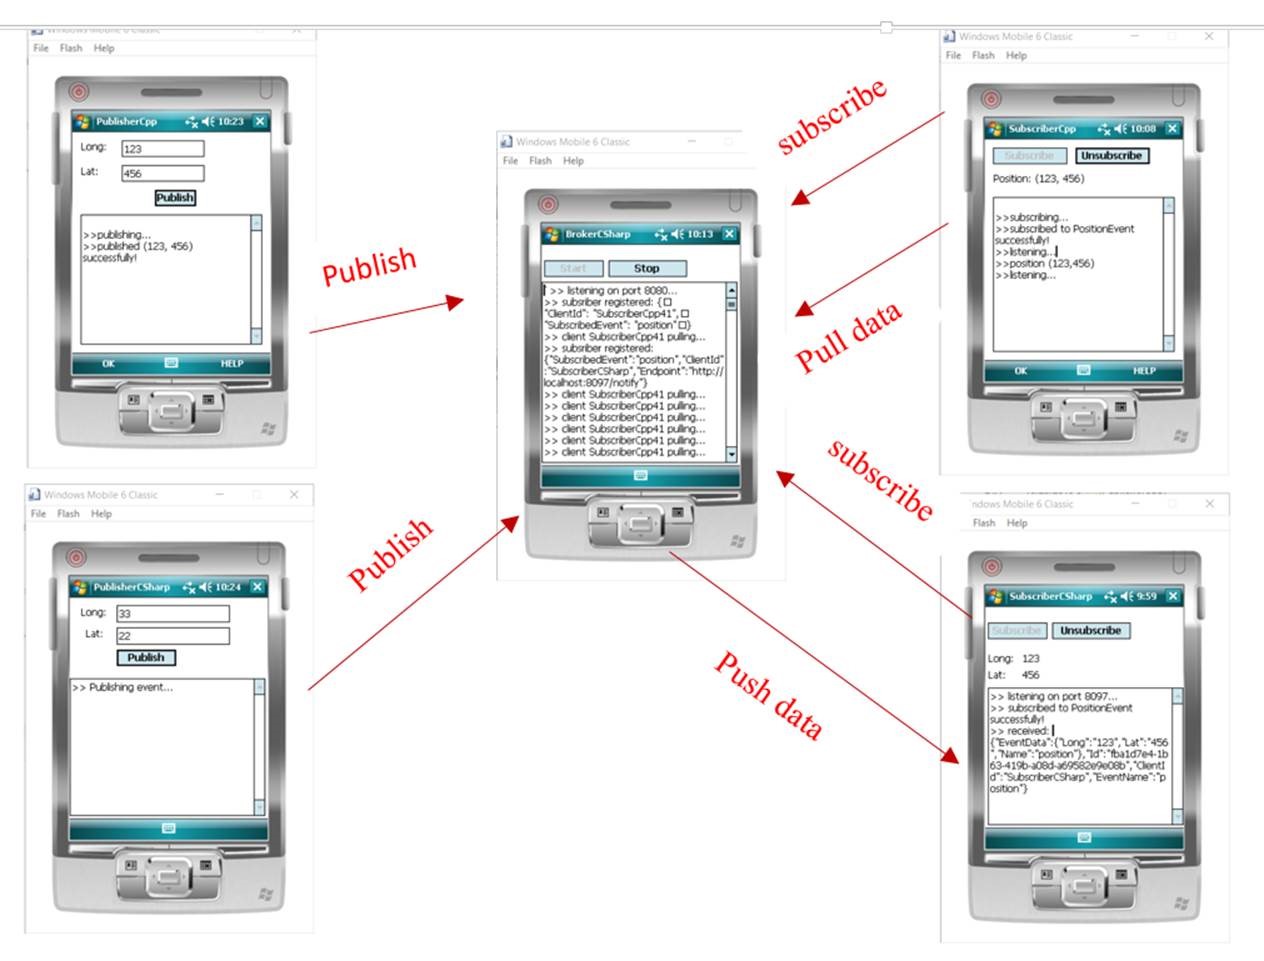 Windows Mobile 6 Classic
File Flash Help
PublisherCpp 10:23
Long: 123
Lat: 456
Publish
>>publishing...
>>published (123, 456)
successfully!
OK HELP
Publish
Windows Mobile 6 Classic
File Flash Help
PublisherCSharp 10:24
Long: 33
Lat: 22
Publish
>> Publishing event...
Publish
Windows Mobile 6 Classic
File Flash Help
BrokerCSharp 10:13
Start Stop
>> listening on port 8080...
>> subsriber registered: {
"ClientId": "SubscriberCpp41",
"SubscribedEvent": "position"}
>> client SubscriberCpp41 pulling...
>> subsriber registered:
{"SubscribedEvent":"position","ClientId"
:"SubscriberCSharp","Endpoint":"http://
localhost:8097/notify"}
>> client SubscriberCpp41 pulling...
>> client SubscriberCpp41 pulling...
>> client SubscriberCpp41 pulling...
>> client SubscriberCpp41 pulling...
>> client SubscriberCpp41 pulling...
>> client SubscriberCpp41 pulling...
subscribe
Pull data
subscribe
Push data
Windows Mobile 6 Classic
File Flash Help
SubscriberCpp 10:08
Subscribe Unsubscribe
Position: (123, 456)
>>subscribing...
>>subscribed to PositionEvent
successfully!
>>listening...
>>position (123,456)
>>listening...
OK HELP
ndows Mobile 6 Classic
Flash Help
SubscriberCSharp 9:59
Subscribe Unsubscribe
Long: 123
Lat: 456
>> listening on port 8097...
>> subscribed to PositionEvent
successfully!
>> received:
{"EventData":{"Long":"123","Lat":"456
","Name":"position"},"Id":"fba1d7e4-1b
63-419b-a08d-a69582e9e08b","ClientI
d":"SubscriberCSharp","EventName":"p
osition"}